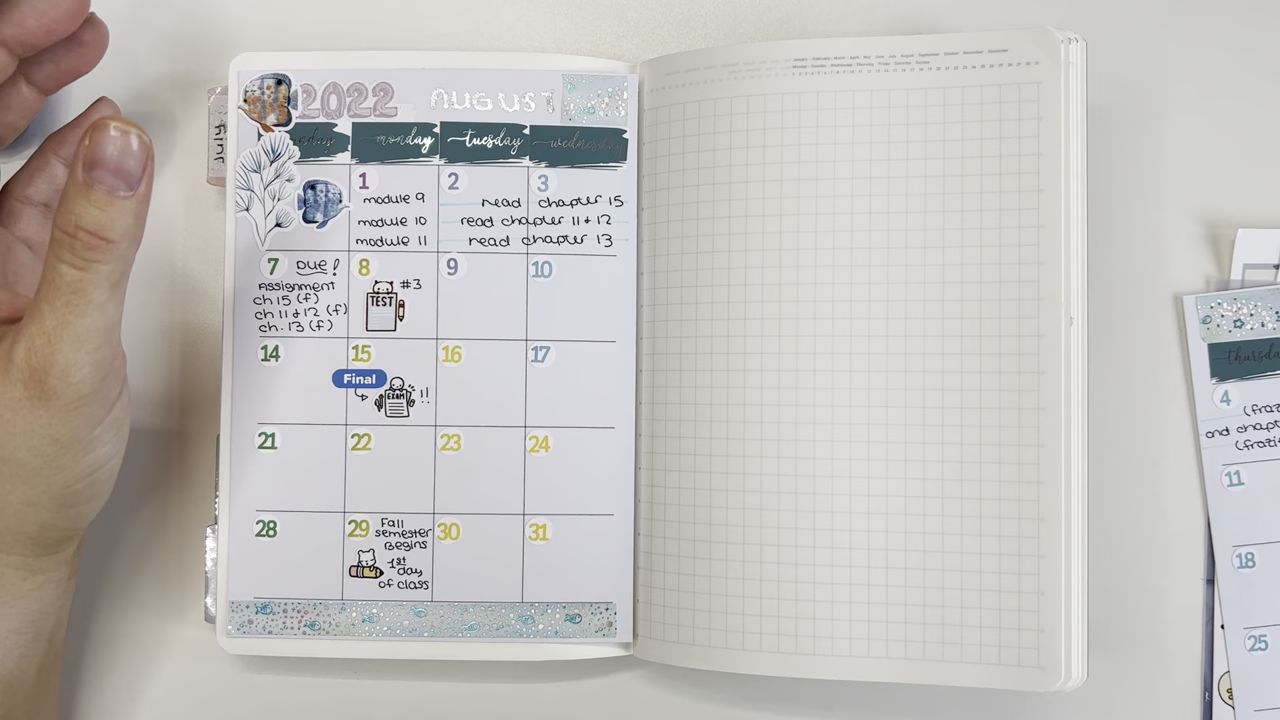 2022 AUGUST
monday tuesday wednesday
1 2 3
module 9 read chapter 15
module 10 read chapter 11 & 12
module 11 read chapter 13
7 Due! 8 9 10
Assignment
ch 15 (f)
ch 11 & 12 (f)
ch. 13 (f)
#3
TEST
14 15 16 17
Final
EXAM !!
21 22 23 24
28 29 30 31
Fall
semester
Begins
1st
day
of class
thursda
4
and chapt
11
18
25